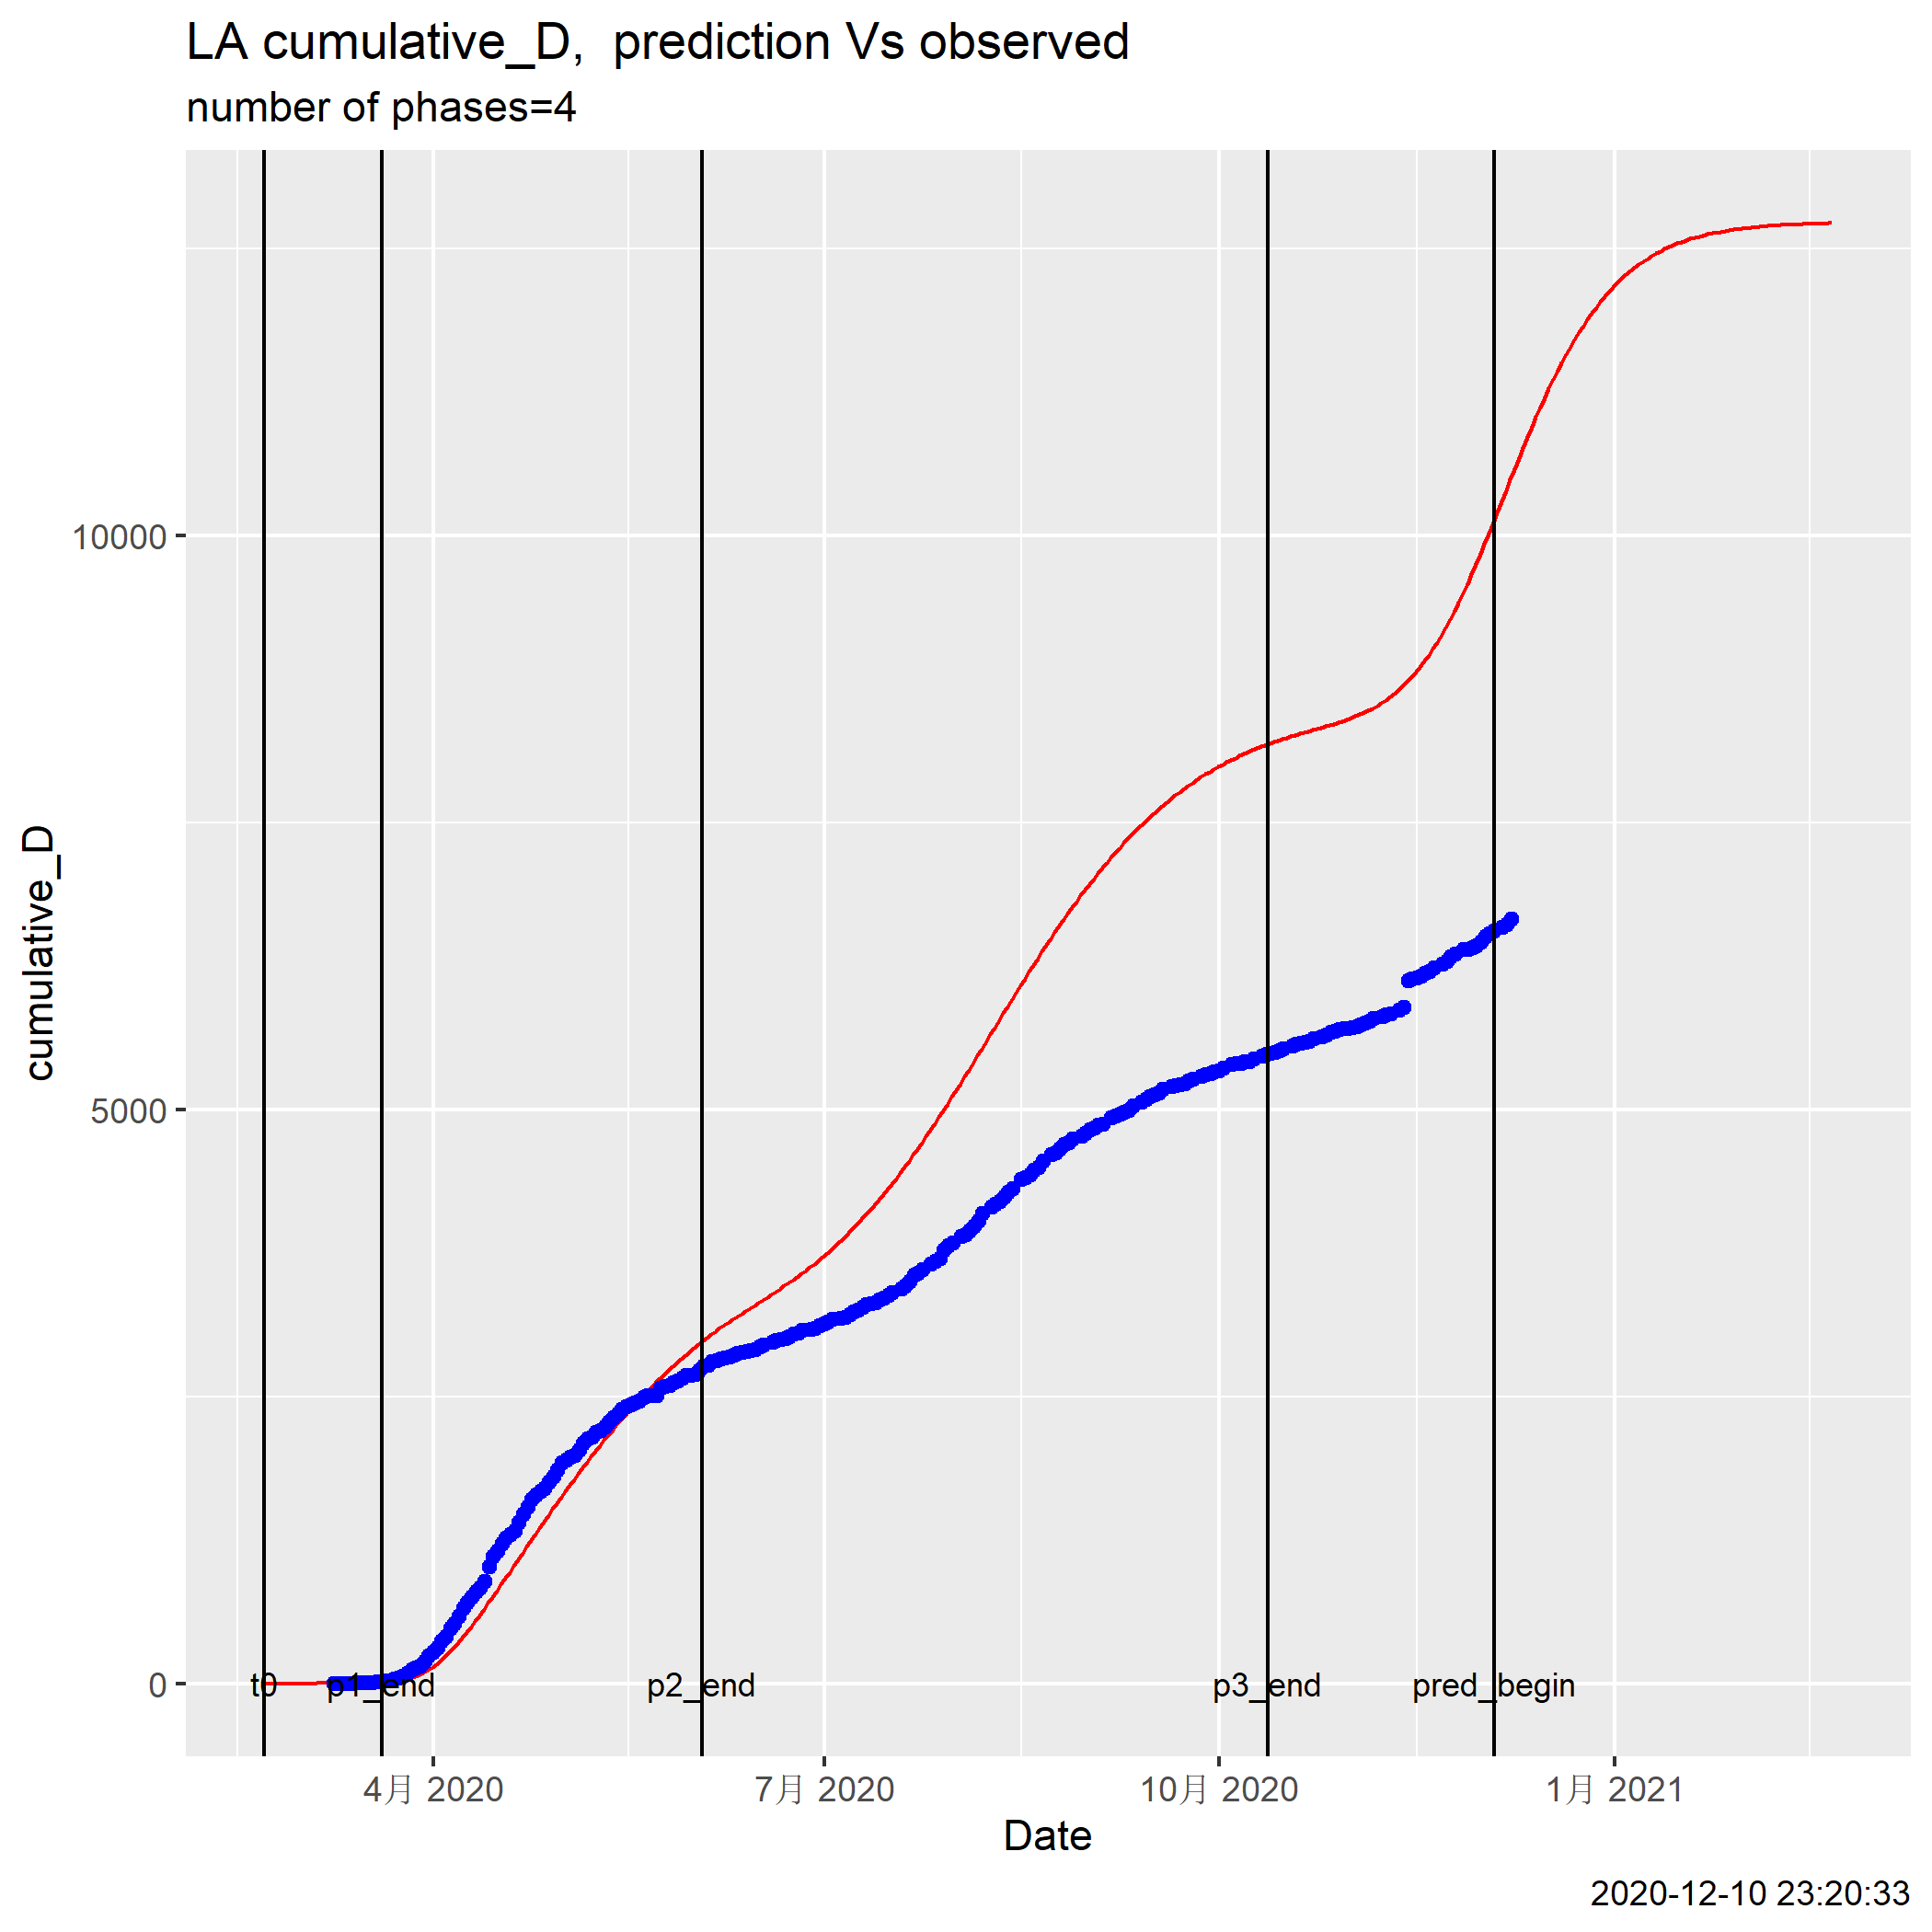 LA cumulative_D,  prediction Vs observed
number of phases=4
cumulative_D
10000
5000
0
t0
p1_end
p2_end
p3_end
pred_begin
4月 2020
7月 2020
10月 2020
1月 2021
Date
2020-12-10 23:20:33